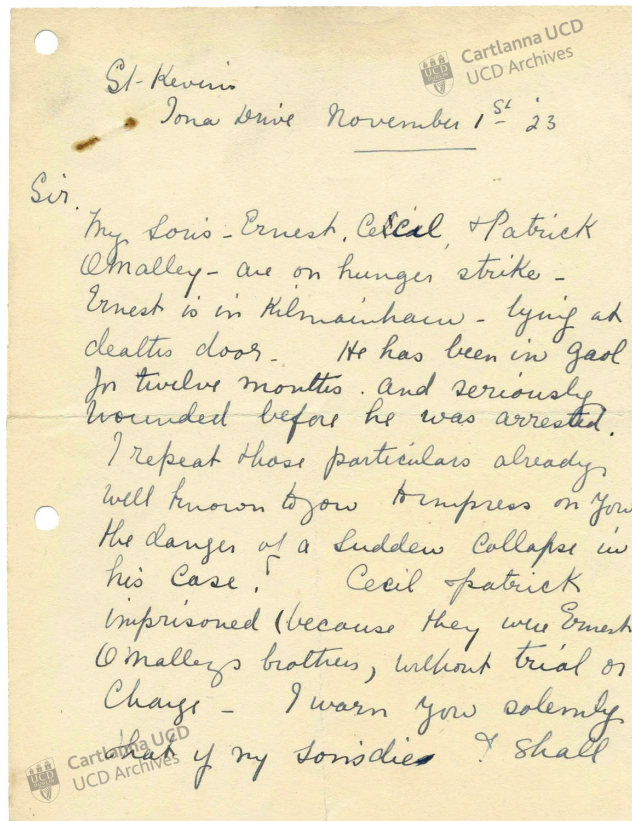 Cartlanna UCD
UCD Archives
St-Kevins
Iona Drive November 1st '23
Sir.
My sons - Ernest, Cecil, & Patrick
O'Malley - are on hunger strike -
Ernest is in Kilmainham - lying at
deaths door. He has been in gaol
for twelve months. and seriously
wounded before he was arrested.
I repeat those particulars already
well known to you to impress on you
the danger of a sudden collapse in
his case. Cecil & patrick
imprisoned (because they were Ernest
O'Malleys brothers, without trial or
Charge - I warn you solemnly
that if my sons die I shall
Cartlanna UCD
UCD Archives